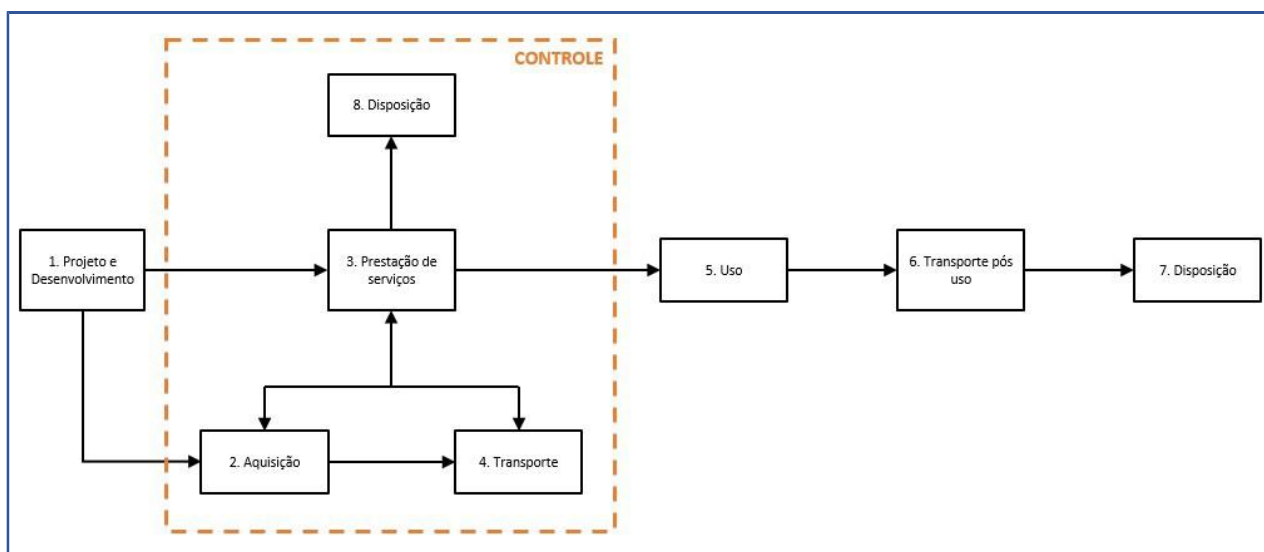 CONTROLE
8. Disposição
1. Projeto e
Desenvolvimento
3. Prestação de
serviços
5. Uso
6. Transporte pós
uso
7. Disposição
2. Aquisição
4. Transporte